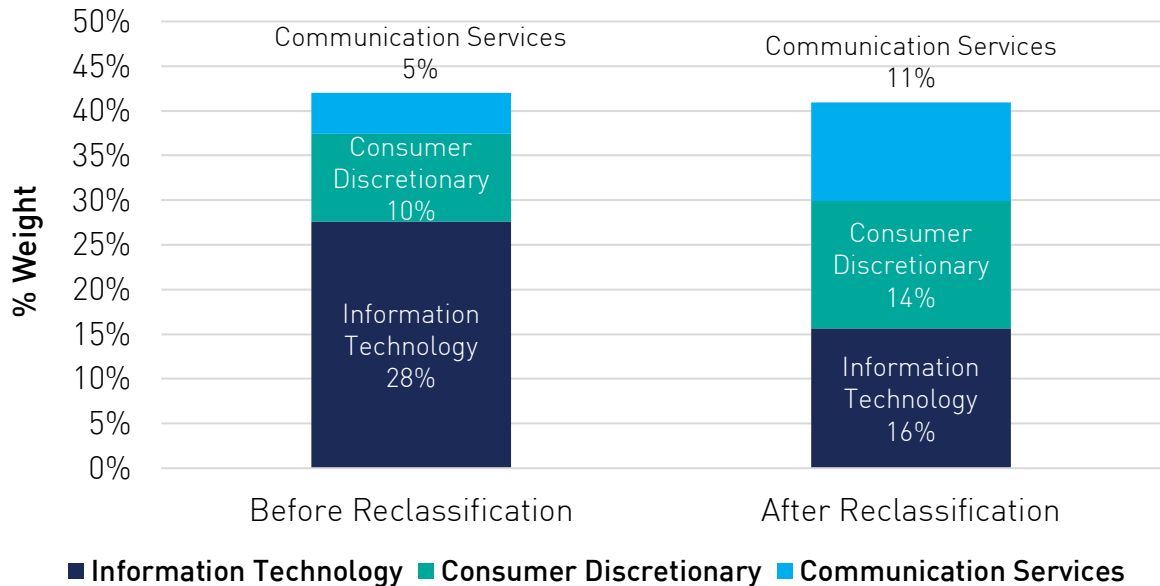 % Weight
50%
45%
40%
35%
30%
25%
20%
15%
10%
5%
0%
Communication Services
5%
Consumer
Discretionary
10%
Information
Technology
28%
Communication Services
11%
Consumer
Discretionary
14%
Information
Technology
16%
Before Reclassification
After Reclassification
Information Technology
Consumer Discretionary
Communication Services